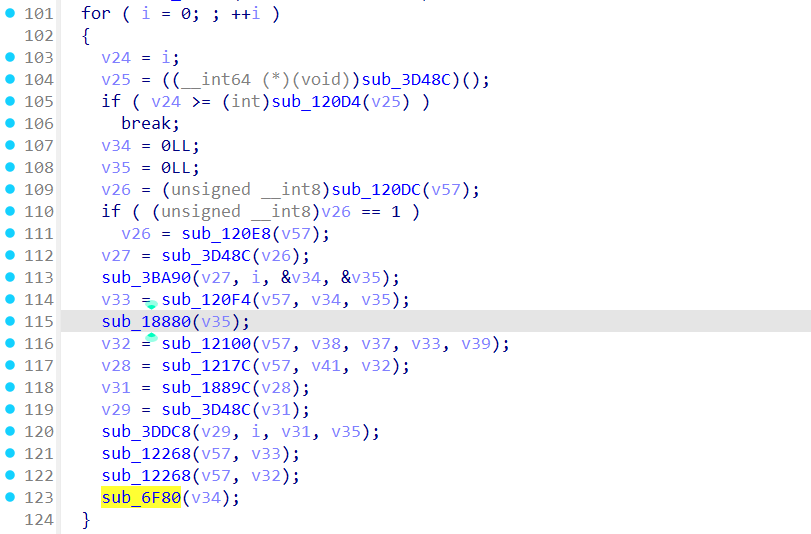 101 for ( i = 0; ; ++i )
102 {
103 v24 = i;
104 v25 = ((__int64 (*)(void))sub_3D48C)();
105 if ( v24 >= (int)sub_120D4(v25) )
106 break;
107 v34 = 0LL;
108 v35 = 0LL;
109 v26 = (unsigned __int8)sub_120DC(v57);
110 if ( (unsigned __int8)v26 == 1 )
111 v26 = sub_120E8(v57);
112 v27 = sub_3D48C(v26);
113 sub_3BA90(v27, i, &v34, &v35);
114 v33 = sub_120F4(v57, v34, v35);
115 sub_18880(v35);
116 v32 = sub_12100(v57, v38, v37, v33, v39);
117 v28 = sub_1217C(v57, v41, v32);
118 v31 = sub_1889C(v28);
119 v29 = sub_3D48C(v31);
120 sub_3DDC8(v29, i, v31, v35);
121 sub_12268(v57, v33);
122 sub_12268(v57, v32);
123 sub_6F80(v34);
124 }